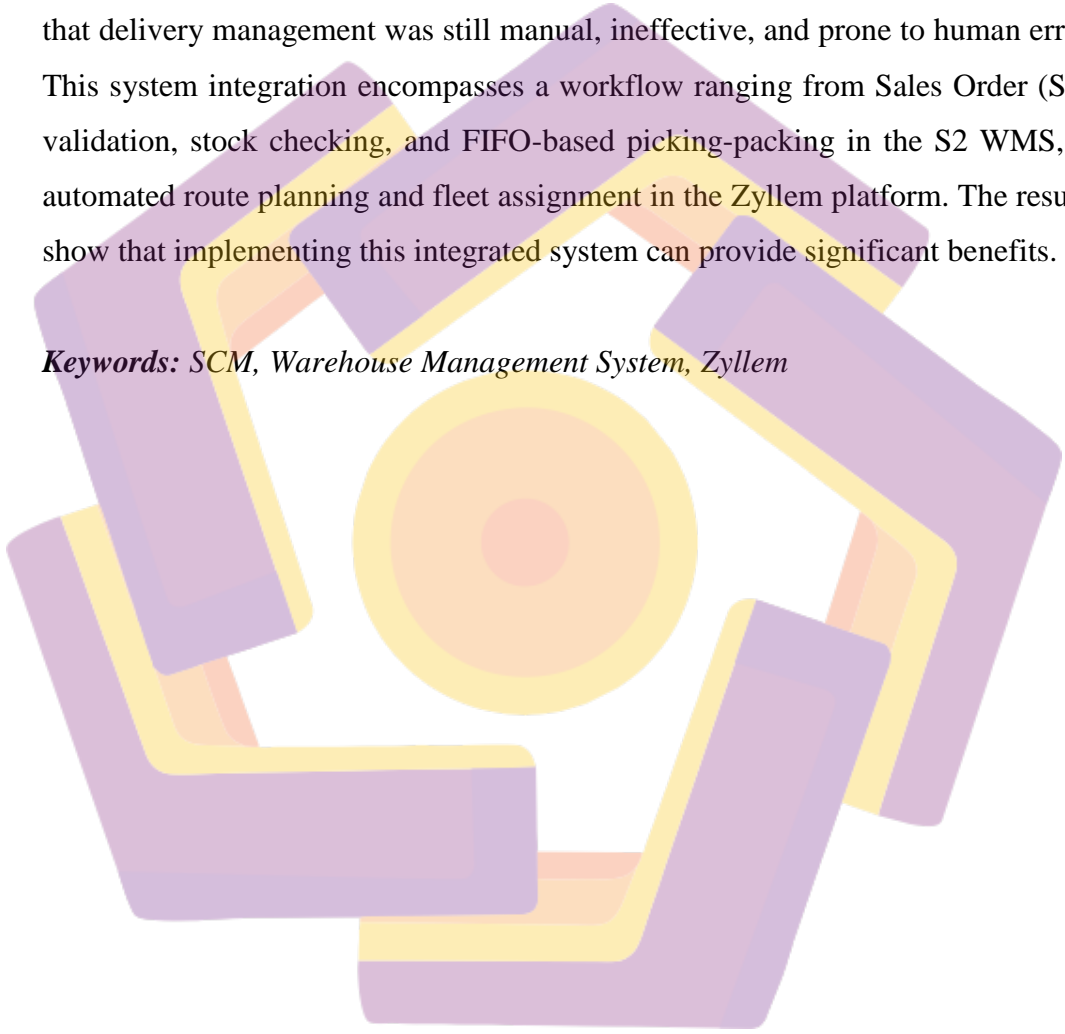 that delivery management was still manual, ineffective, and prone to human err
This system integration encompasses a workflow ranging from Sales Order (S
validation, stock checking, and FIFO-based picking-packing in the S2 WMS,
automated route planning and fleet assignment in the Zyllem platform. The resu
show that implementing this integrated system can provide significant benefits.
Keywords: SCM, Warehouse Management System, Zyllem